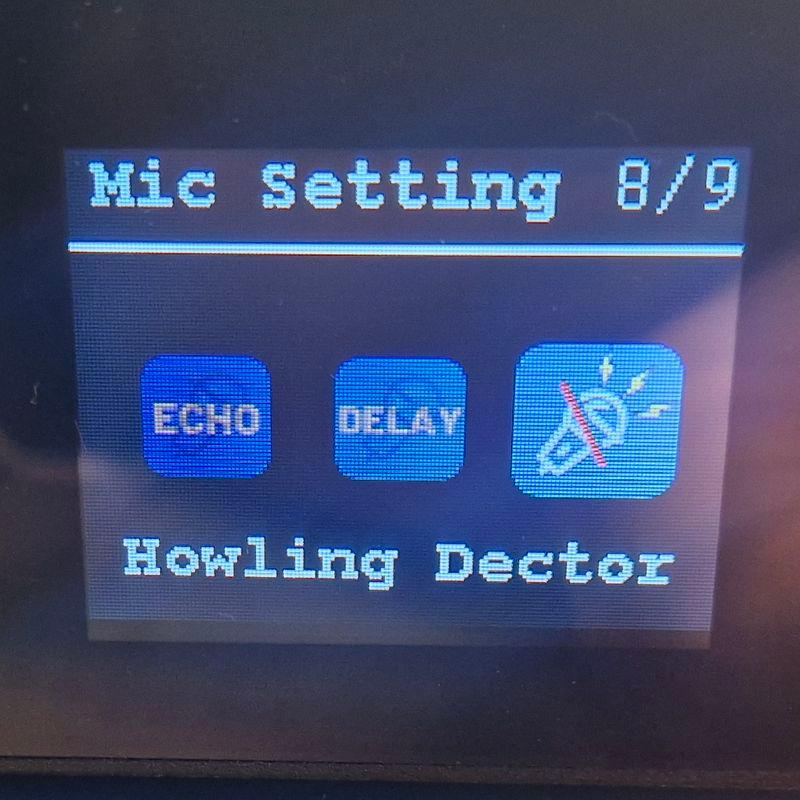 Mic Setting 8/9
ECHO DELAY
Howling Dector